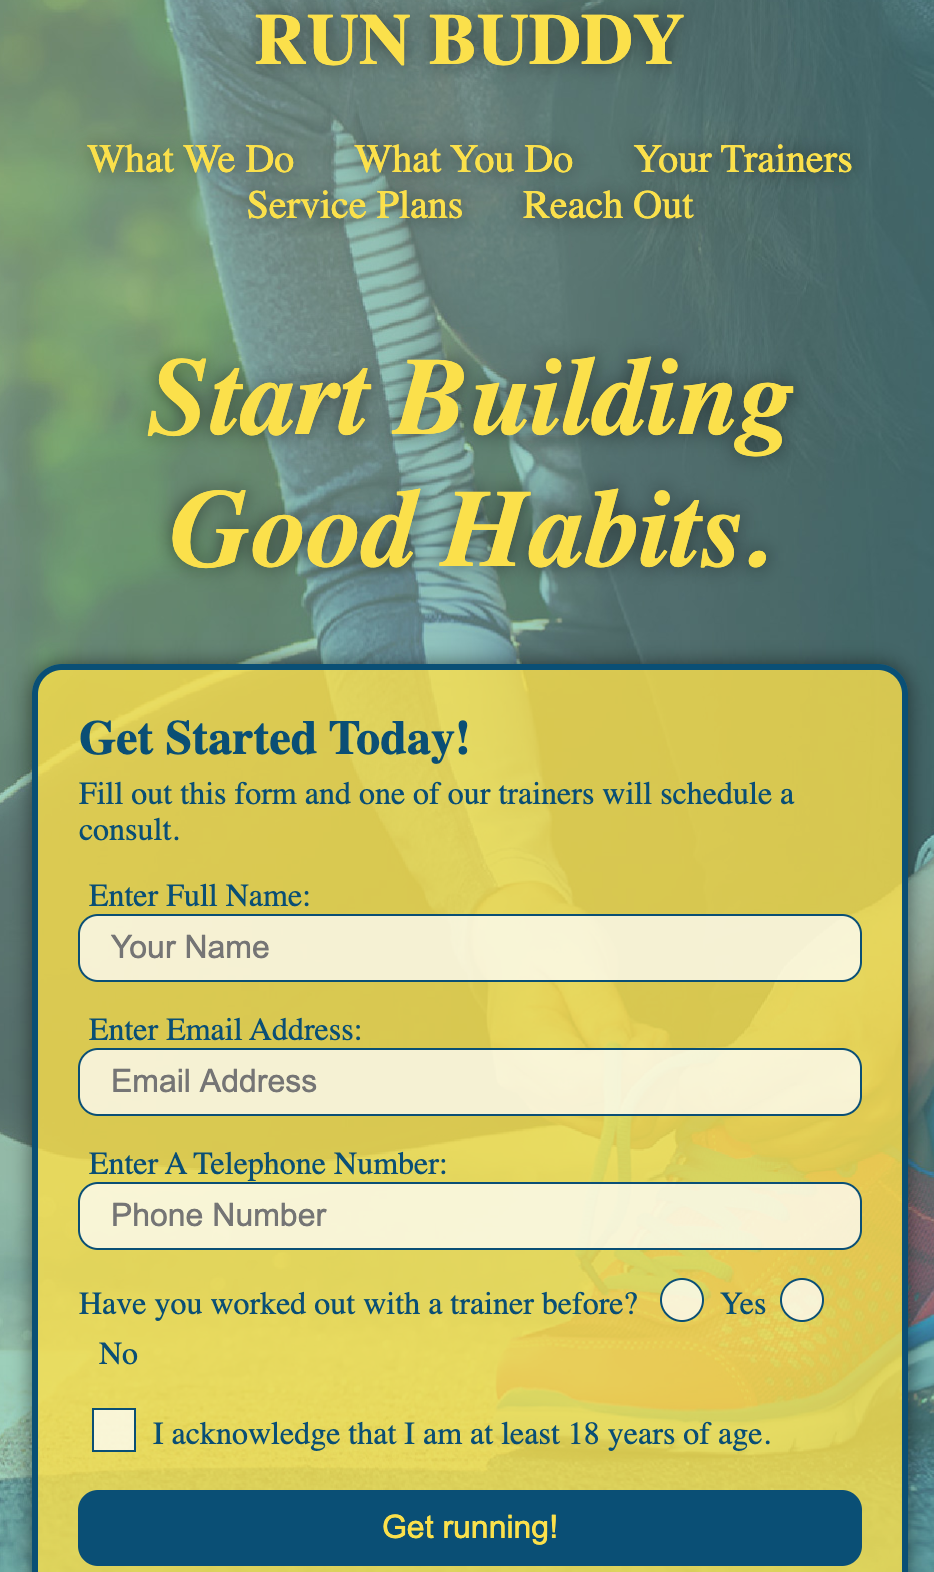 RUN BUDDY
What We Do What You Do Your Trainers
Service Plans Reach Out
Start Building
Good Habits.
Get Started Today!
Fill out this form and one of our trainers will schedule a
consult.
Enter Full Name:
Your Name
Enter Email Address:
Email Address
Enter A Telephone Number:
Phone Number
Have you worked out with a trainer before? Yes
No
I acknowledge that I am at least 18 years of age.
Get running!